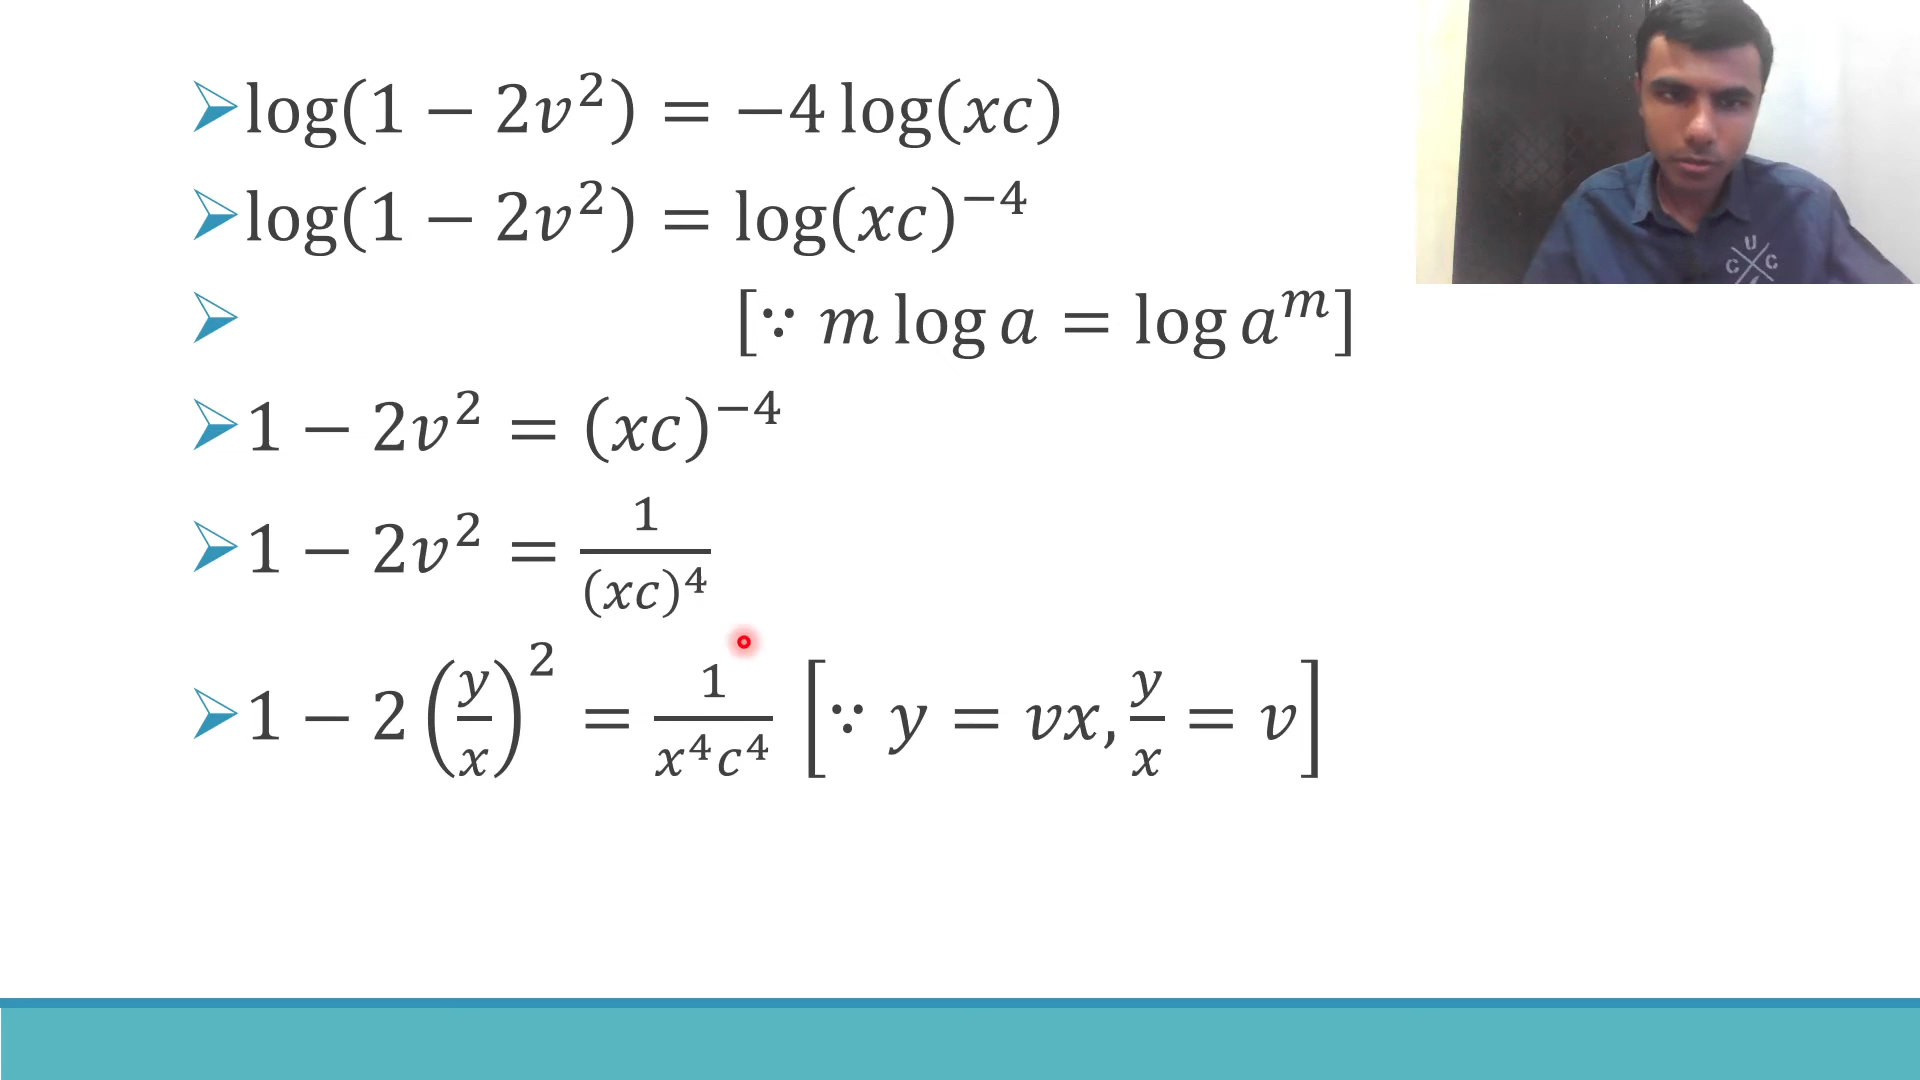 log(1 − 2v²) = −4 log(xc)
log(1 − 2v²) = log(xc)⁻⁴
[∵ m log a = log aᵐ]
1 − 2v² = (xc)⁻⁴
1 − 2v² = 1/(xc)⁴
1 − 2(y/x)² = 1/(x⁴c⁴) [∵ y = vx, y/x = v]
U
C C